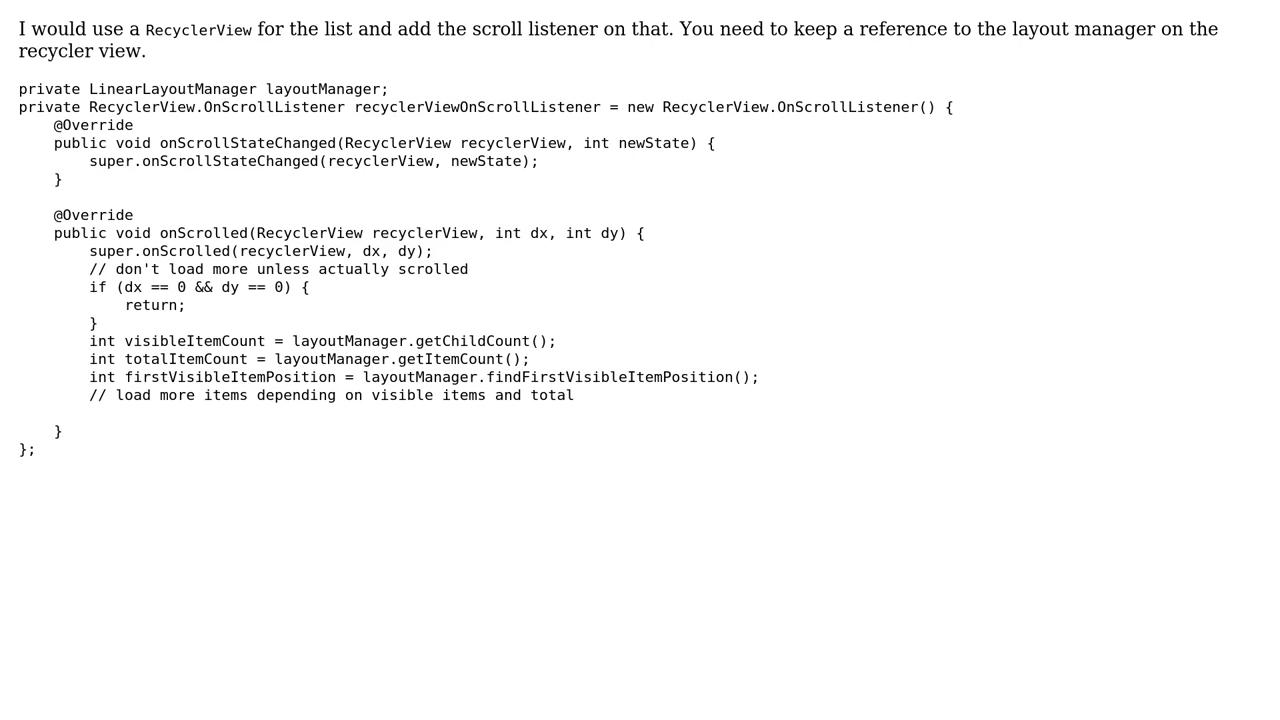 I would use a RecyclerView for the list and add the scroll listener on that. You need to keep a reference to the layout manager on the
recycler view.
private LinearLayoutManager layoutManager;
private RecyclerView.OnScrollListener recyclerViewOnScrollListener = new RecyclerView.OnScrollListener() {
    @Override
    public void onScrollStateChanged(RecyclerView recyclerView, int newState) {
        super.onScrollStateChanged(recyclerView, newState);
    }

    @Override
    public void onScrolled(RecyclerView recyclerView, int dx, int dy) {
        super.onScrolled(recyclerView, dx, dy);
        // don't load more unless actually scrolled
        if (dx == 0 && dy == 0) {
            return;
        }
        int visibleItemCount = layoutManager.getChildCount();
        int totalItemCount = layoutManager.getItemCount();
        int firstVisibleItemPosition = layoutManager.findFirstVisibleItemPosition();
        // load more items depending on visible items and total

    }
};